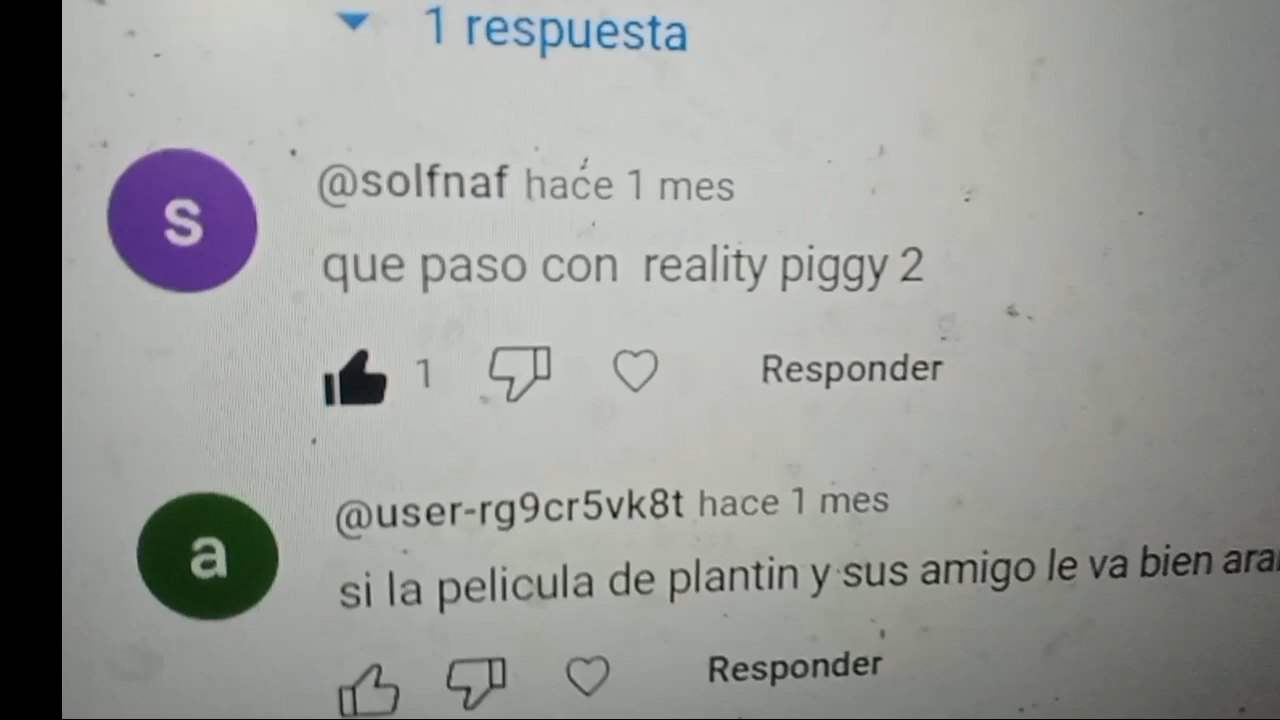 1 respuesta
S
@solfnaf hace 1 mes
que paso con reality piggy 2
1
Responder
a
@user-rg9cr5vk8t hace 1 mes
si la pelicula de plantin y sus amigo le va bien
Responder